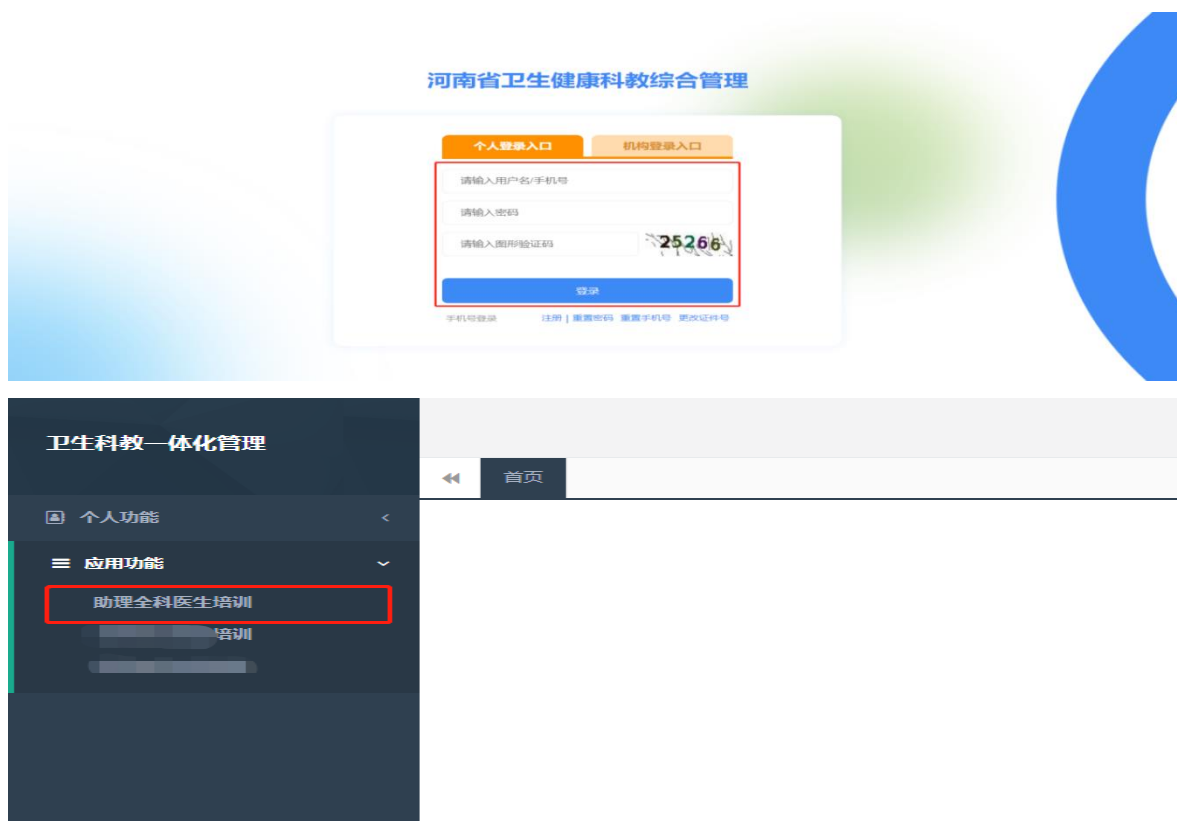 河南省卫生健康科教综合管理
个人登录入口 机构登录入口
请输入用户名/手机号
请输入密码
请输入图形验证码 25266
登录
手机号登录 注册 | 重置密码 重置手机号 更改证件号
卫生科教一体化管理
首页
个人功能
应用功能
助理全科医生培训
培训